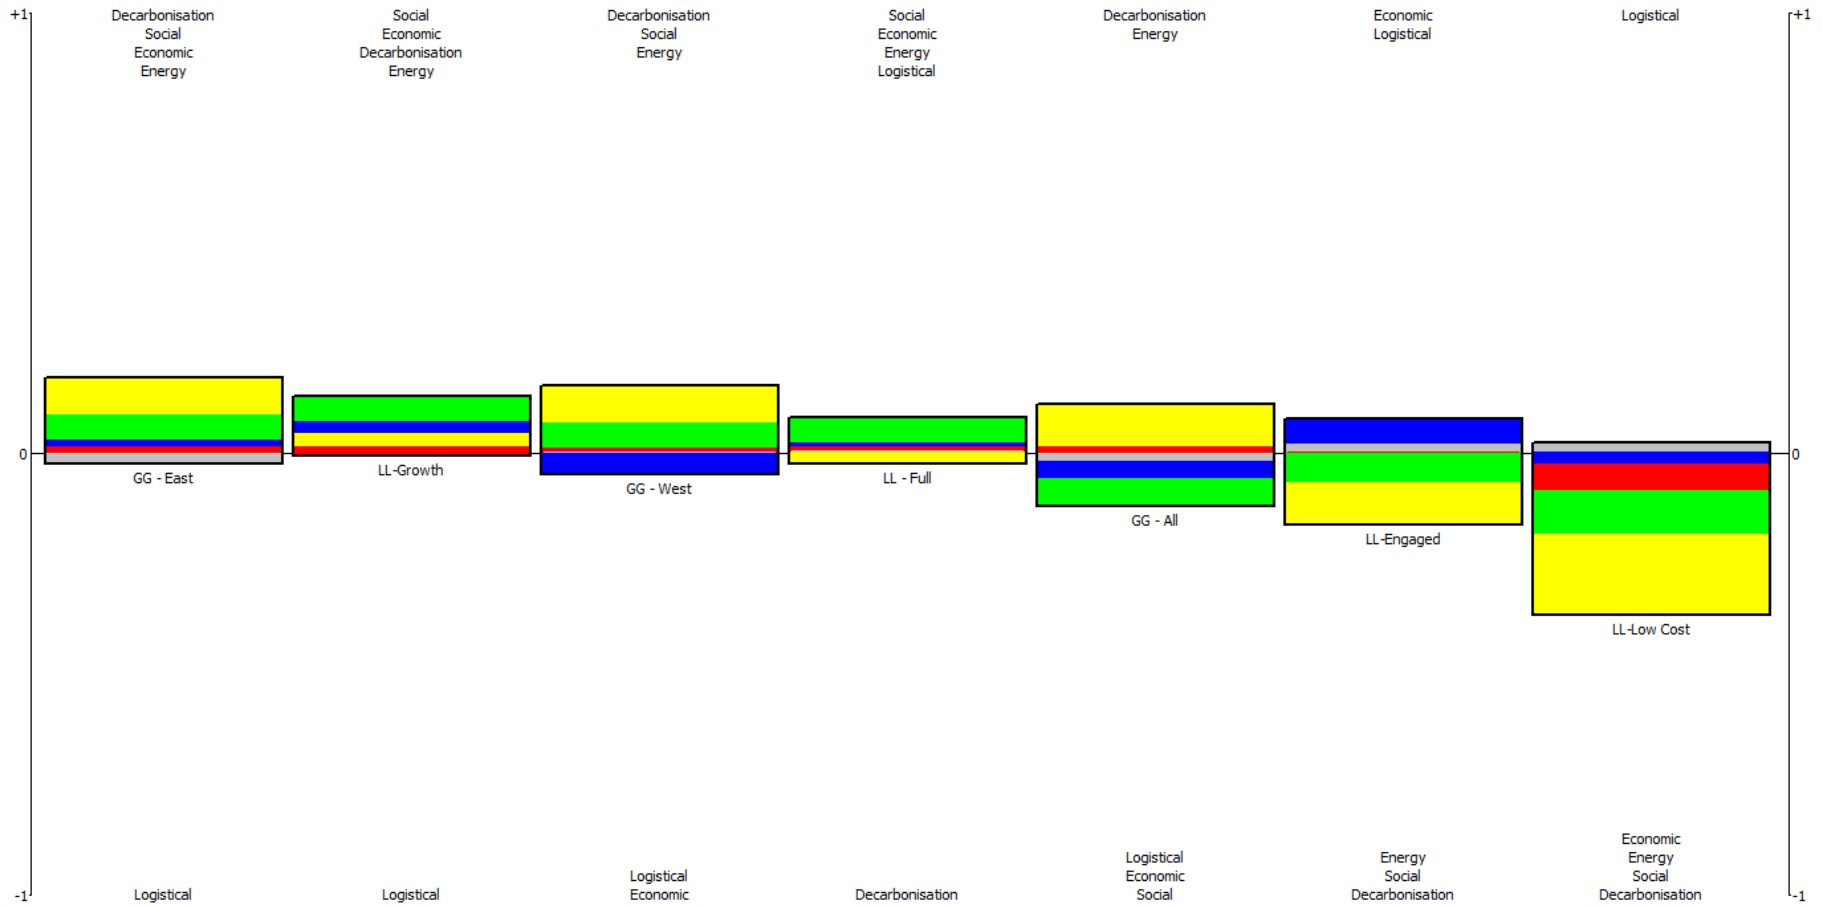 +1
Decarbonisation
Social
Economic
Energy
Social
Economic
Decarbonisation
Energy
Decarbonisation
Social
Energy
Social
Economic
Energy
Logistical
Decarbonisation
Energy
Economic
Logistical
Logistical
+1
0
GG - East
LL-Growth
GG - West
LL - Full
GG - All
LL-Engaged
LL-Low Cost
0
-1
Logistical
Logistical
Logistical
Economic
Decarbonisation
Logistical
Economic
Social
Energy
Social
Decarbonisation
Economic
Energy
Social
Decarbonisation
-1